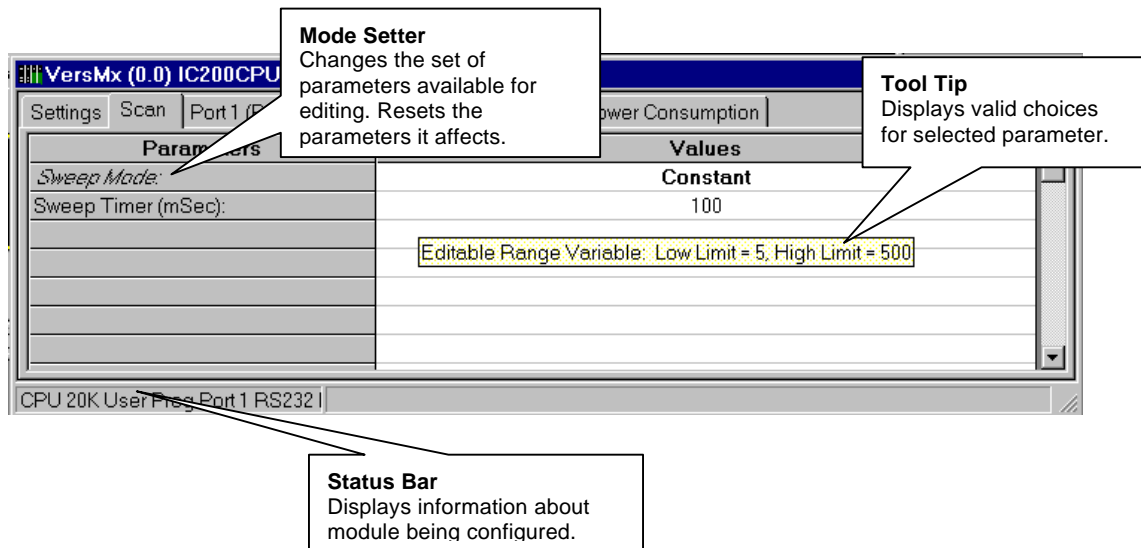 Mode Setter
Changes the set of
parameters available for
editing. Resets the
parameters it affects.
VersMx (0.0) IC200CPU
Tool Tip
Displays valid choices
for selected parameter.
Settings Scan Port 1 Consumption
Parameters Values
Sweep Mode: Constant
Sweep Timer (mSec): 100
Editable Range Variable: Low Limit = 5, High Limit = 500
CPU 20K User Prog Port 1 RS232
Status Bar
Displays information about
module being configured.